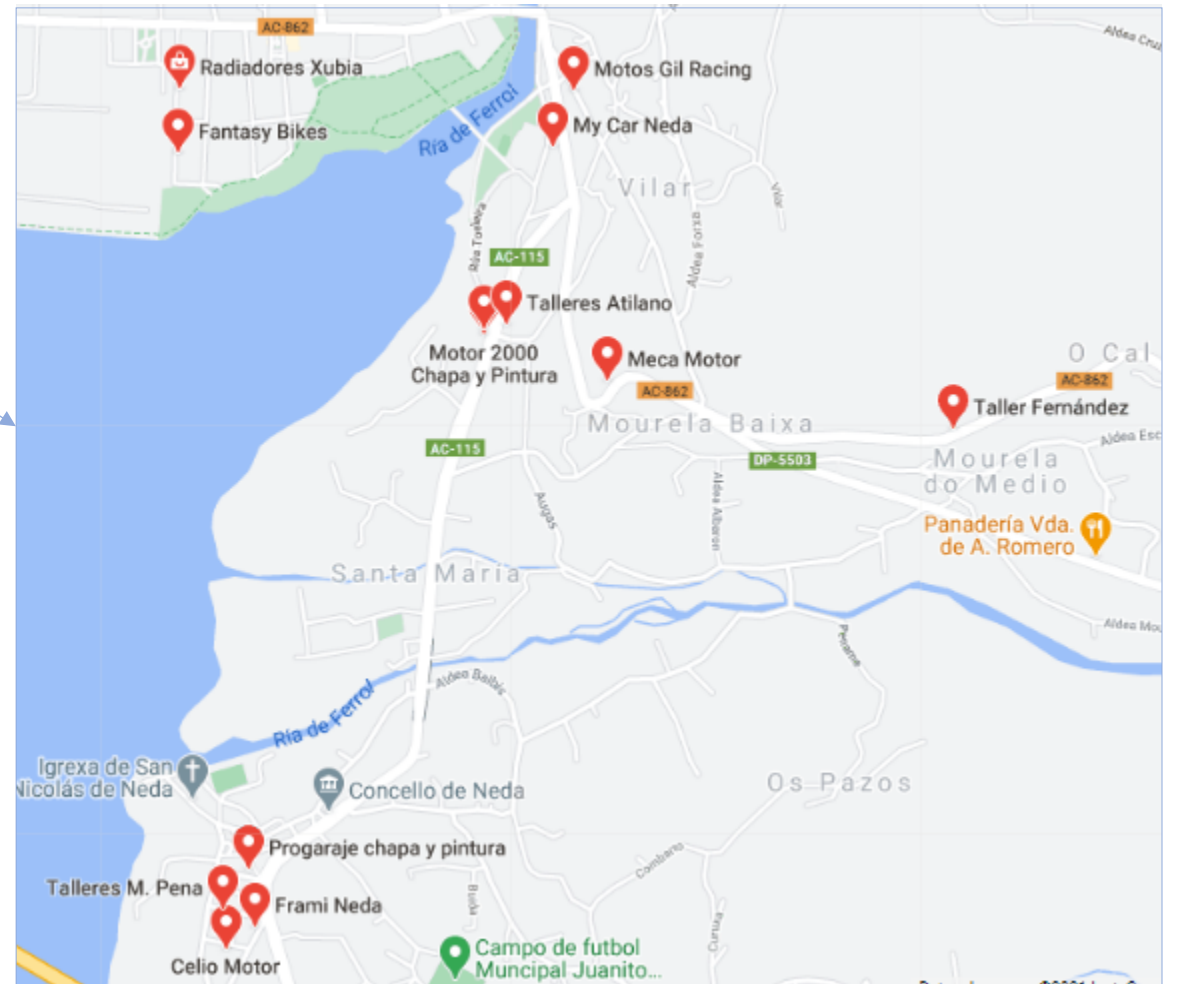 AC-862
Aldea Cru
Radiadores Xubia
Motos Gil Racing
Fantasy Bikes
Ría de Ferrol
My Car Neda
Vilar
Vilar
Aldea Forxa
AC-115
Talleres Atilano
Motor 2000
Chapa y Pintura
Meca Motor
O Cal
AC-862
AC-862
Taller Fernández
Mourela Baixa
Aldea Esc
AC-115
DP-5503
Mourela
do Medio
Augas
Panadería Vda.
de A. Romero
Santa María
Aldea Mou
Aldea Balbís
Ría de Ferrol
Igrexa de San
Nicolás de Neda
Concello de Neda
Os Pazos
Progaraje chapa y pintura
Talleres M. Pena
Frami Neda
Celio Motor
Campo de futbol
Muncipal Juanito...